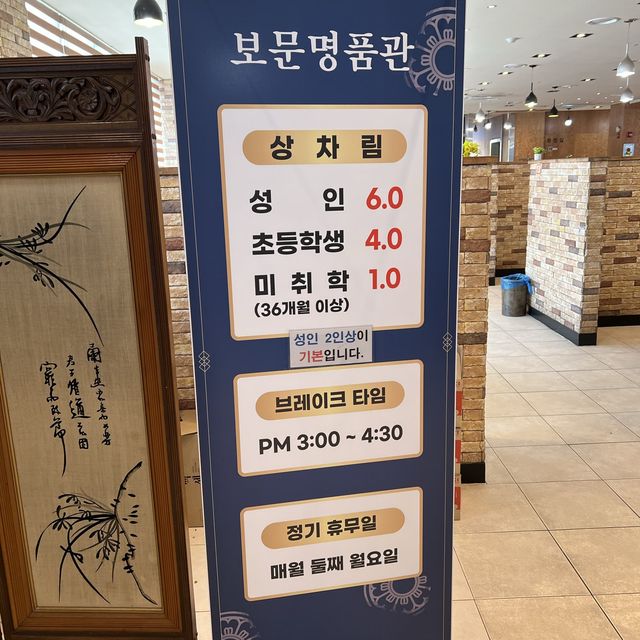 보문명품관
상 차 림
성 인 6.0
초등학생 4.0
미 취 학 1.0
(36개월 이상)
성인 2인상이
기본입니다.
브레이크 타임
PM 3:00 ~ 4:30
정기 휴무일
매월 둘째 월요일